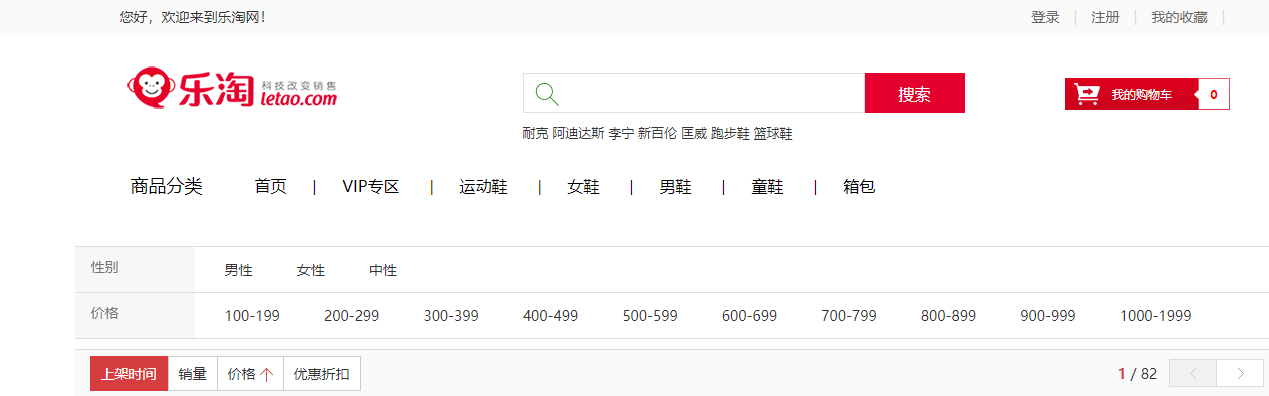 您好，欢迎来到乐淘网！ 登录 | 注册 | 我的收藏 |
乐淘 科技改变销售 letao.com
搜索
我的购物车 0
耐克 阿迪达斯 李宁 新百伦 匡威 跑步鞋 篮球鞋
商品分类 首页 | VIP专区 | 运动鞋 | 女鞋 | 男鞋 | 童鞋 | 箱包
性别 男性 女性 中性
价格 100-199 200-299 300-399 400-499 500-599 600-699 700-799 800-899 900-999 1000-1999
上架时间 销量 价格 优惠折扣 1 / 82